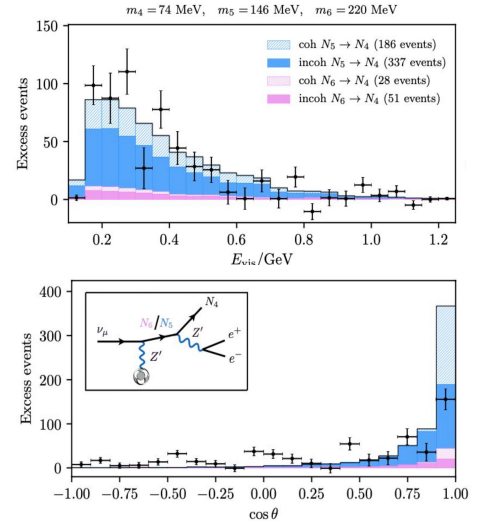 m₄ = 74 MeV, m₅ = 146 MeV, m₆ = 220 MeV
150
100
50
0
Excess events
coh N₅ → N₄ (186 events)
incoh N₅ → N₄ (337 events)
coh N₆ → N₄ (28 events)
incoh N₆ → N₄ (51 events)
0.2 0.4 0.6 0.8 1.0 1.2
E_vis/GeV
400
300
200
100
0
Excess events
N₄
ν_μ N₆/N₅ Z′ e⁺
Z′ e⁻
−1.00 −0.75 −0.50 −0.25 0.00 0.25 0.50 0.75 1.00
cos θ